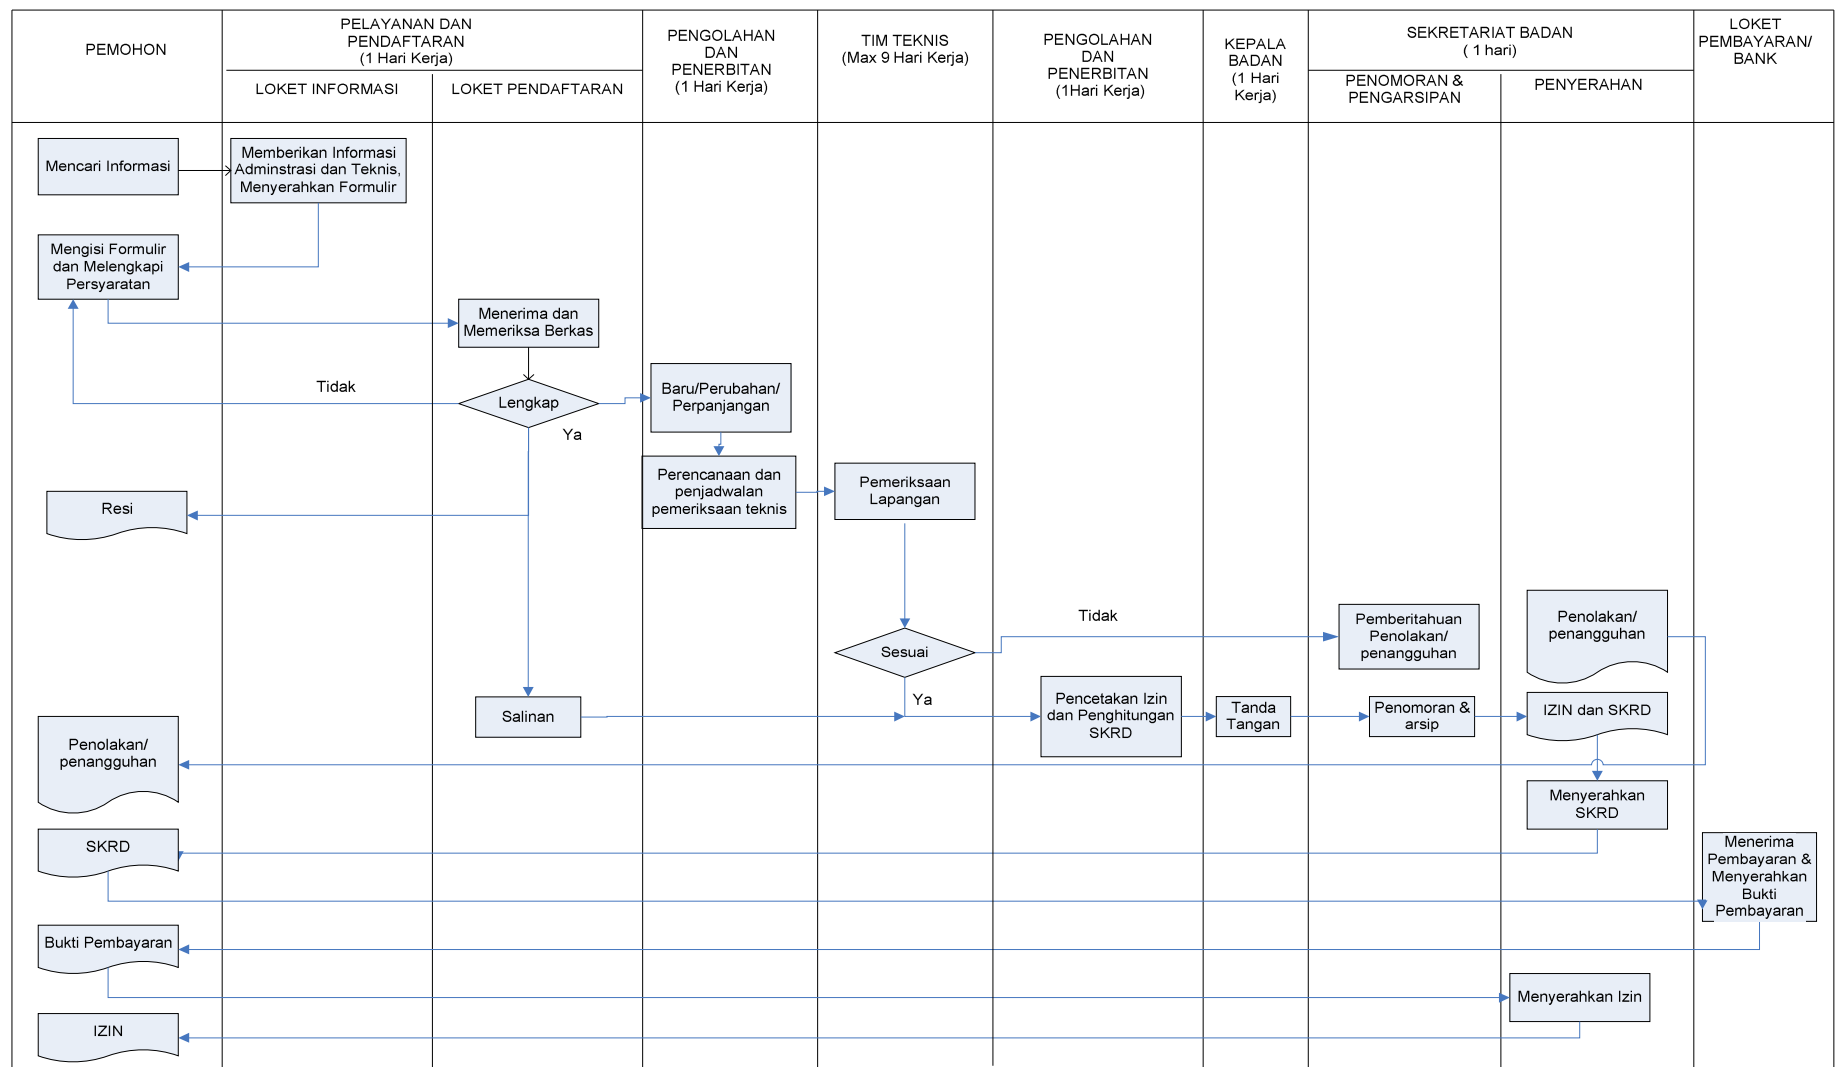 PEMOHON
PELAYANAN DAN
PENDAFTARAN
(1 Hari Kerja)
LOKET INFORMASI
LOKET PENDAFTARAN
PENGOLAHAN
DAN
PENERBITAN
(1 Hari Kerja)
TIM TEKNIS
(Max 9 Hari Kerja)
PENGOLAHAN
DAN
PENERBITAN
(1Hari Kerja)
KEPALA
BADAN
(1 Hari
Kerja)
SEKRETARIAT BADAN
( 1 hari)
PENOMORAN &
PENGARSIPAN
PENYERAHAN
LOKET
PEMBAYARAN/
BANK
Mencari Informasi
Memberikan Informasi
Adminstrasi dan Teknis,
Menyerahkan Formulir
Mengisi Formulir
dan Melengkapi
Persyaratan
Menerima dan
Memeriksa Berkas
Tidak
Lengkap
Ya
Baru/Perubahan/
Perpanjangan
Perencanaan dan
penjadwalan
pemeriksaan teknis
Pemeriksaan
Lapangan
Resi
Sesuai
Tidak
Ya
Pemberitahuan
Penolakan/
penangguhan
Penolakan/
penangguhan
Salinan
Pencetakan Izin
dan Penghitungan
SKRD
Tanda
Tangan
Penomoran &
arsip
IZIN dan SKRD
Penolakan/
penangguhan
Menyerahkan
SKRD
SKRD
Menerima
Pembayaran &
Menyerahkan
Bukti
Pembayaran
Bukti Pembayaran
Menyerahkan Izin
IZIN